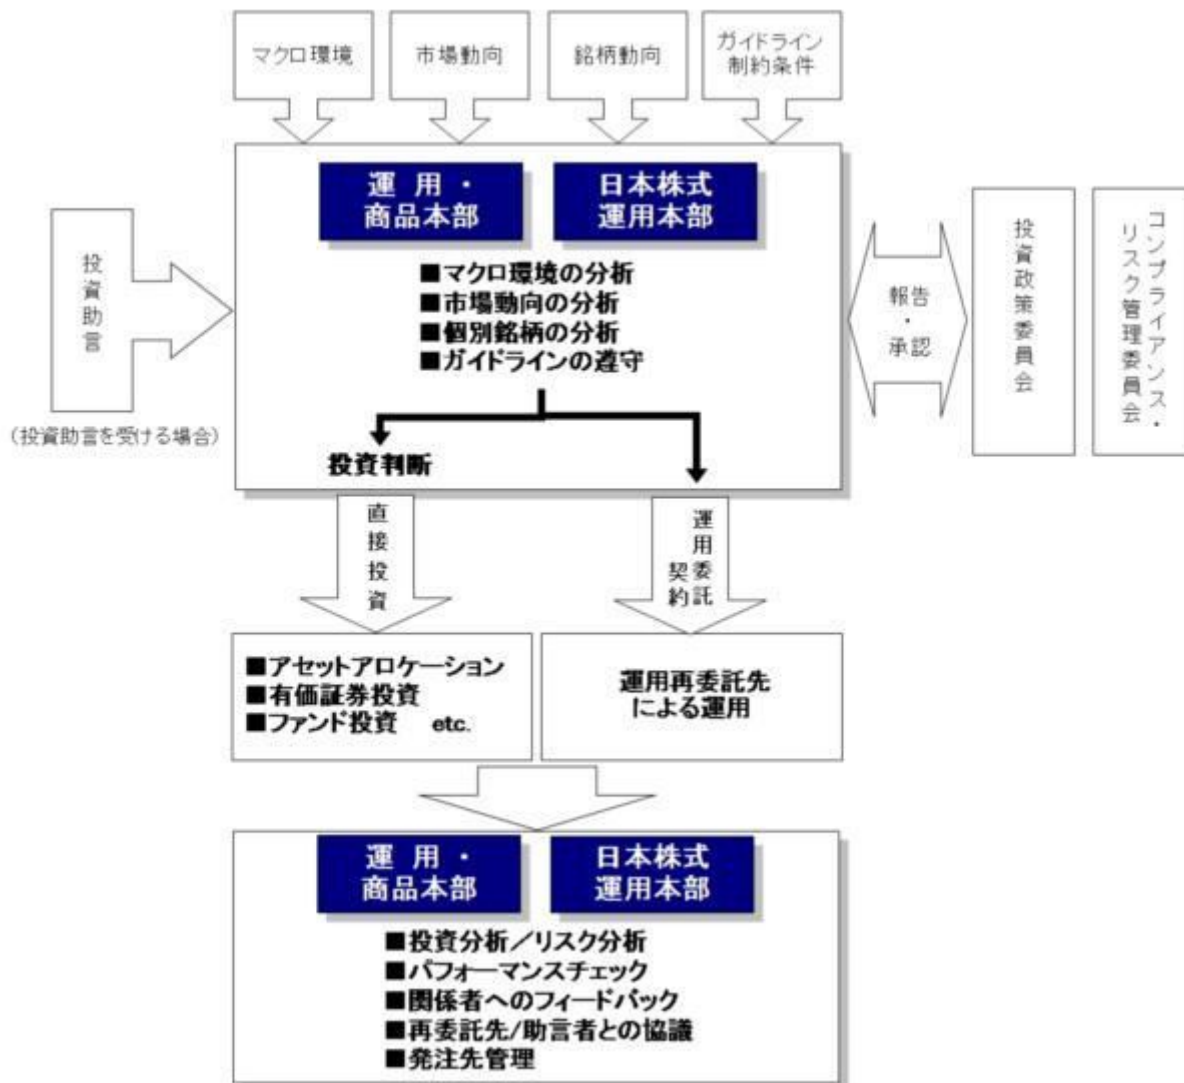 マクロ環境
市場動向
銘柄動向
ガイドライン
制約条件
運 用 ・
商品本部
日本株式
運用本部
■マクロ環境の分析
■市場動向の分析
■個別銘柄の分析
■ガイドラインの遵守
投資助言
(投資助言を受ける場合)
報告
・
承認
投資政策委員会
コンプライアンス・
リスク管理委員会
投資判断
直接投資
運用委託
契約
■アセットアロケーション
■有価証券投資
■ファンド投資 etc.
運用再委託先
による運用
運 用 ・
商品本部
日本株式
運用本部
■投資分析／リスク分析
■パフォーマンスチェック
■関係者へのフィードバック
■再委託先/助言者との協議
■発注先管理